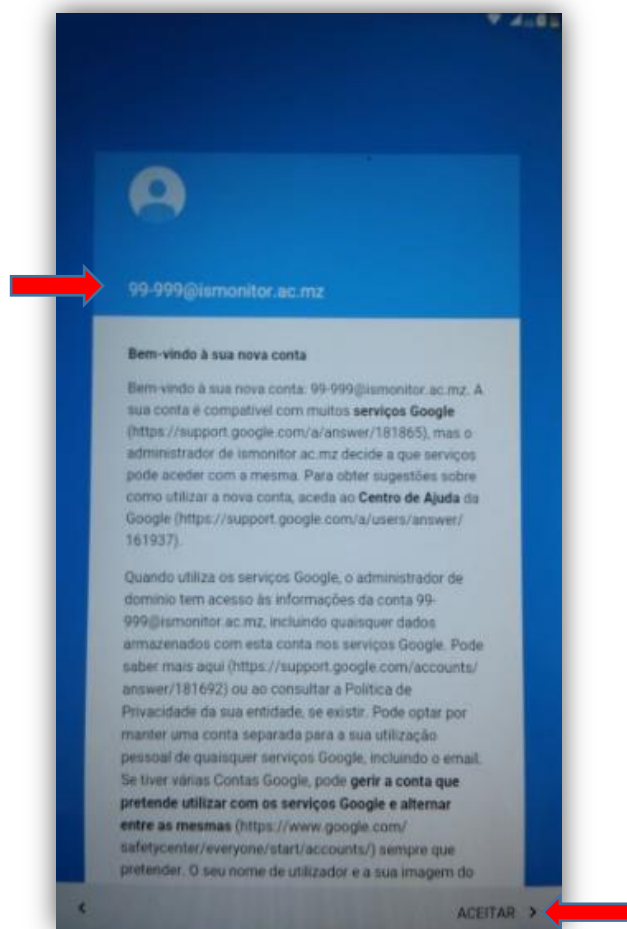 99-999@ismonitor.ac.mz
Bem-vindo à sua nova conta
Bem-vindo à sua nova conta: 99-999@ismonitor.ac.mz. A
sua conta é compatível com muitos serviços Google
(https://support.google.com/a/answer/181865), mas o
administrador de ismonitor.ac.mz decide a que serviços
pode aceder com a mesma. Para obter sugestões sobre
como utilizar a nova conta, aceda ao Centro de Ajuda da
Google (https://support.google.com/a/users/answer/
161937).
Quando utiliza os serviços Google, o administrador de
domínio tem acesso às informações da conta 99-
999@ismonitor.ac.mz, incluindo quaisquer dados
armazenados com esta conta nos serviços Google. Pode
saber mais aqui (https://support.google.com/accounts/
answer/181692) ou ao consultar a Política de
Privacidade da sua entidade, se existir. Pode optar por
manter uma conta separada para a sua utilização
pessoal de quaisquer serviços Google, incluindo o email.
Se tiver várias Contas Google, pode gerir a conta que
pretende utilizar com os serviços Google e alternar
entre as mesmas (https://www.google.com/
safetycenter/everyone/start/accounts/) sempre que
pretender. O seu nome de utilizador e a sua imagem do
ACEITAR